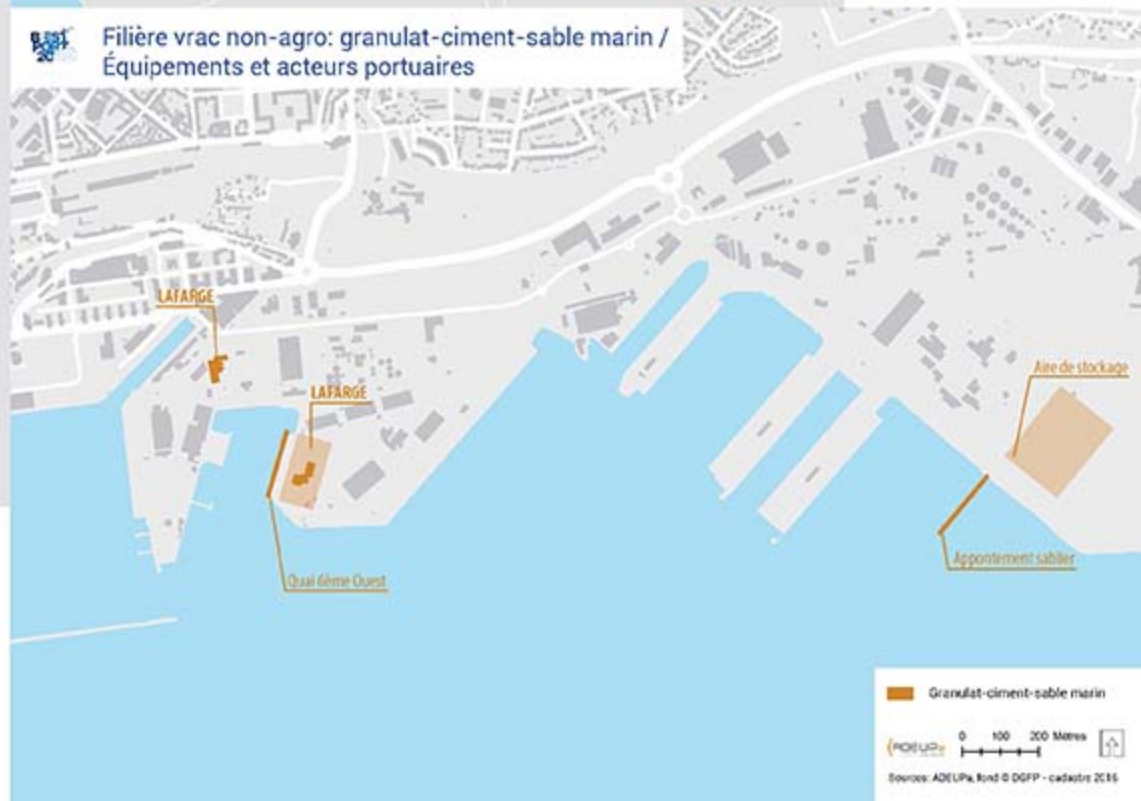 Filière vrac non-agro: granulat-ciment-sable marin /
Équipements et acteurs portuaires
LAFARGE
LAFARGE
Aire de stockage
Quai 6ème Ouest
Appontement sablier
Granulat-ciment-sable marin
ADEUPa
0 100 200 Mètres
Sources: ADEUPa, fond © DGFP - cadastre 2016